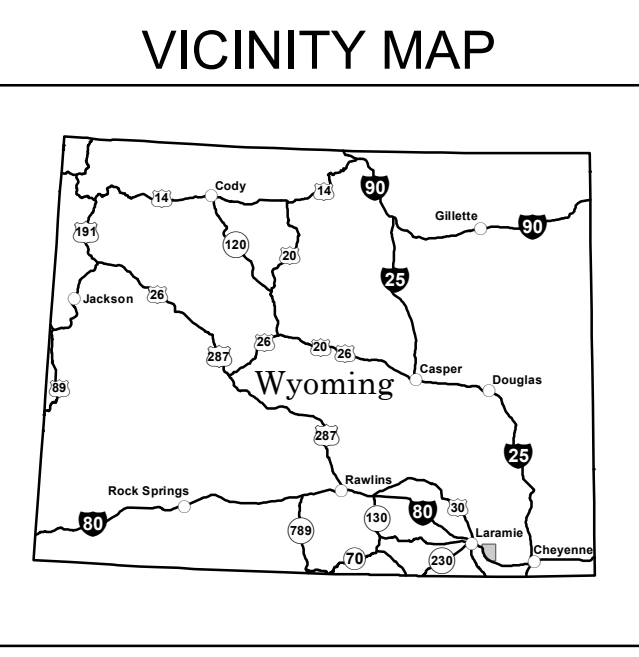 VICINITY MAP
Cody
14
14
90
Gillette
90
191
120
20
25
Jackson
26
26
287
20
26
Casper
Douglas
89
Wyoming
287
25
Rawlins
Rock Springs
80
789
130
80
30
Laramie
70
230
Cheyenne